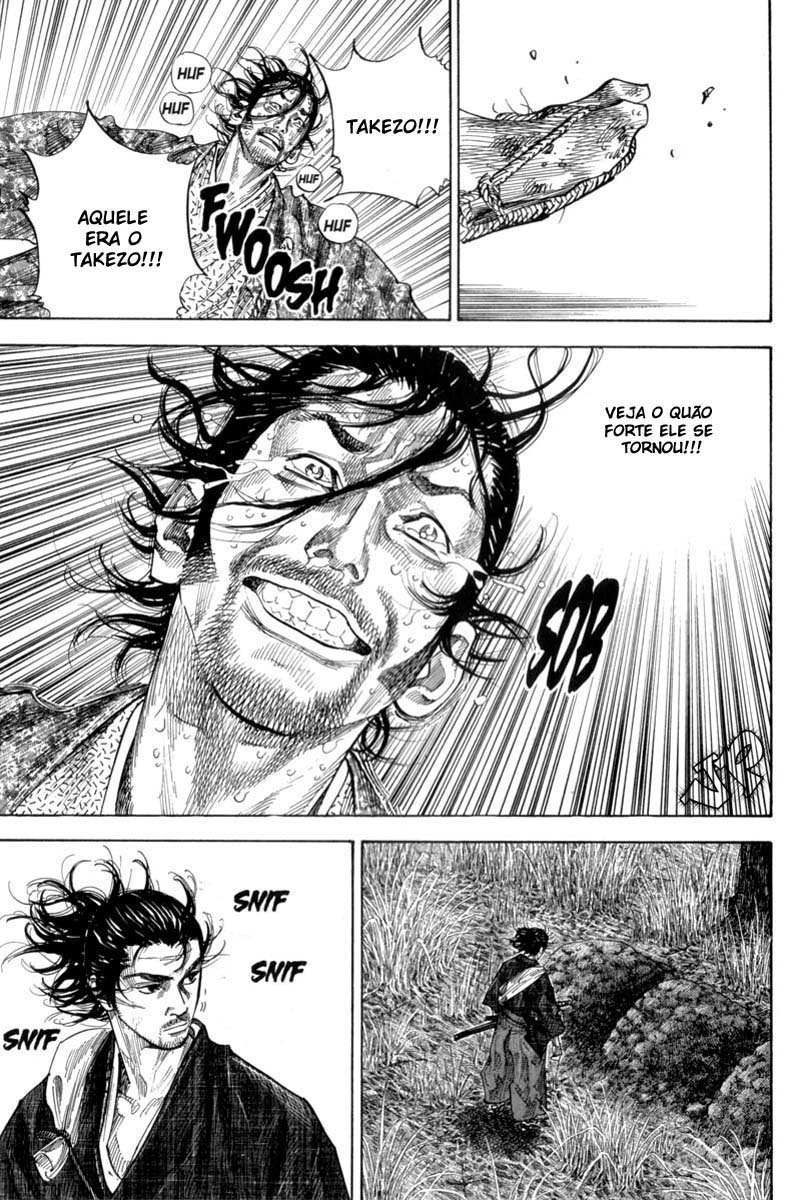 HUF
HUF
TAKEZO!!!
HUF
HUF
AQUELE
ERA O
TAKEZO!!!
FWOOSH
VEJA O QUÃO
FORTE ELE SE
TORNOU!!!
SOB
SNIF
SNIF
SNIF